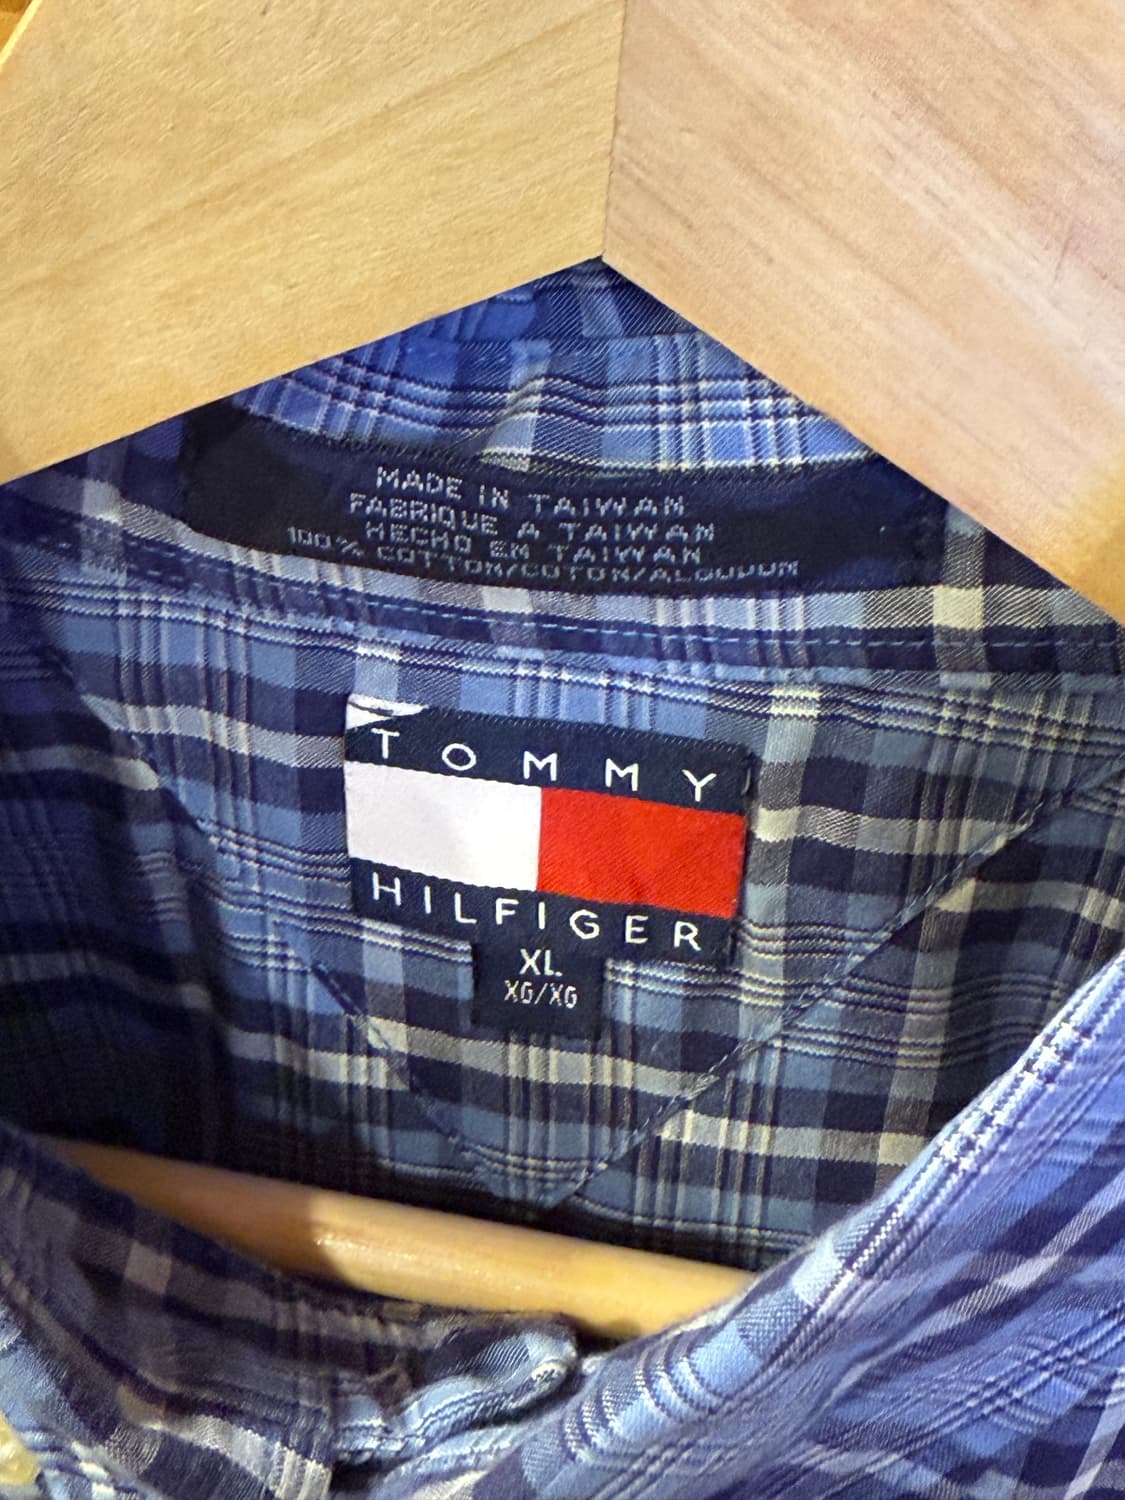 MADE IN TAIWAN
FABRIQUE A TAIWAN
HECHO EN TAIWAN
100% COTTON/COTON/ALGODON
TOMMY
HILFIGER
XL
XG/XG